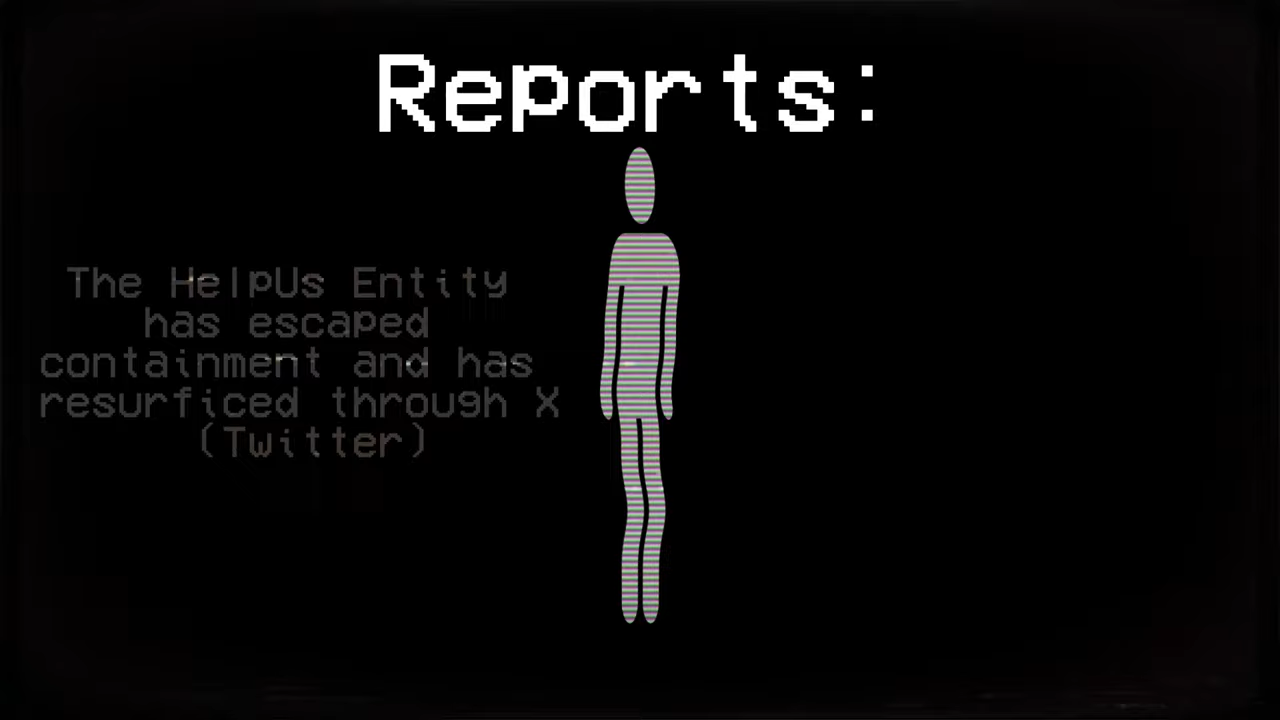 Reports:
The HelpUs Entity
has escaped
containment and has
resurficed through X
(Twitter)